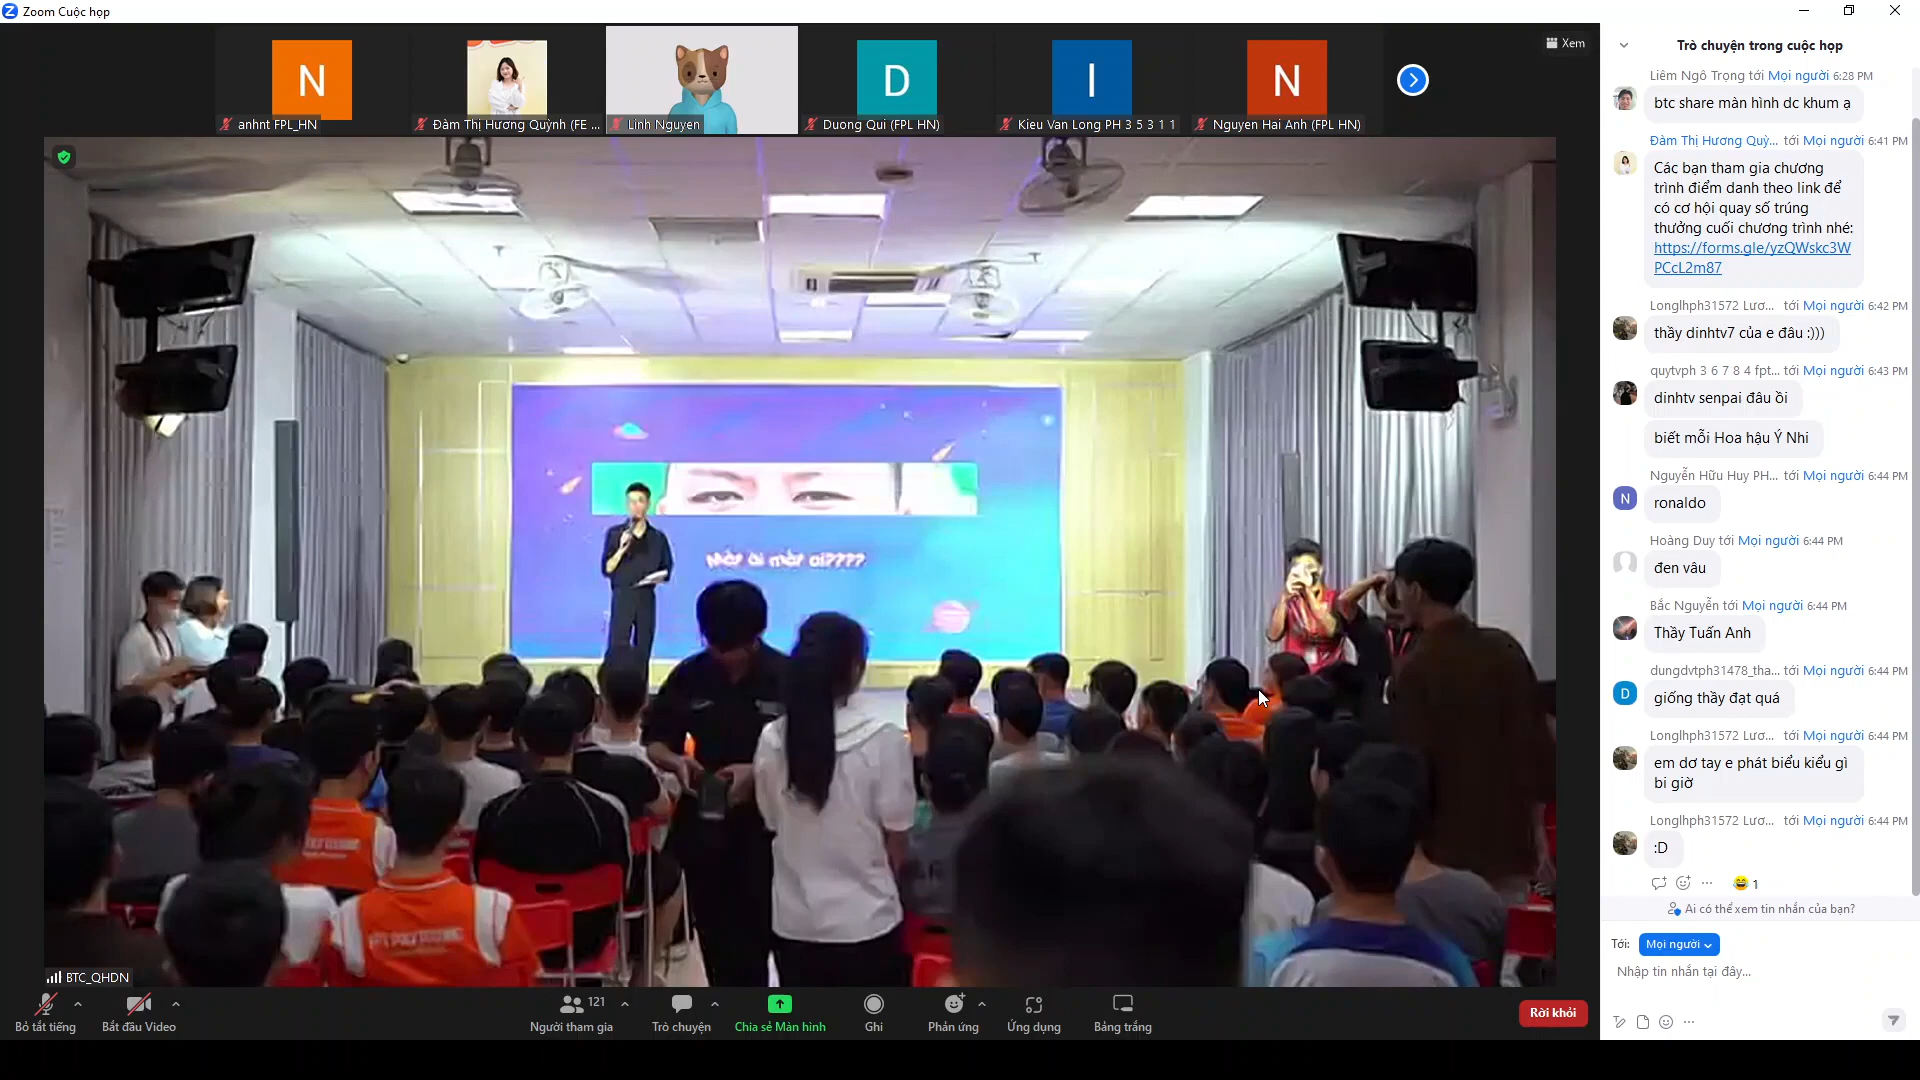 Zoom Cuộc họp
Xem
N
anhnt FPL_HN
Đàm Thị Hương Quỳnh (FE ...
Linh Nguyen
D
Duong Qui (FPL HN)
I
Kieu Van Long PH 3 5 3 1 1
N
Nguyen Hai Anh (FPL HN)
Mắt ai mắt ai????
BTC_QHDN
Bỏ tắt tiếng
Bắt đầu Video
121
Người tham gia
Trò chuyện
Chia sẻ Màn hình
Ghi
Phản ứng
Ứng dụng
Bảng trắng
Rời khỏi
Trò chuyện trong cuộc họp
Liêm Ngô Trọng tới Mọi người 6:28 PM
btc share màn hình dc khum ạ
Đàm Thị Hương Quỳ... tới Mọi người 6:41 PM
Các bạn tham gia chương
trình điểm danh theo link để
có cơ hội quay số trúng
thưởng cuối chương trình nhé:
https://forms.gle/yzQWskc3W
PCcL2m87
Longlhph31572 Lươ... tới Mọi người 6:42 PM
thầy dinhtv7 của e đâu :)))
quytvph 3 6 7 8 4 fpt... tới Mọi người 6:43 PM
dinhtv senpai đâu ồi
biết mỗi Hoa hậu Ý Nhi
Nguyễn Hữu Huy PH... tới Mọi người 6:44 PM
N
ronaldo
Hoàng Duy tới Mọi người 6:44 PM
đen vâu
Bắc Nguyễn tới Mọi người 6:44 PM
Thầy Tuấn Anh
dungdvtph31478_tha... tới Mọi người 6:44 PM
D
giống thầy đạt quá
Longlhph31572 Lươ... tới Mọi người 6:44 PM
em dơ tay e phát biểu kiểu gì
bi giờ
Longlhph31572 Lươ... tới Mọi người 6:44 PM
:D
1
Ai có thể xem tin nhắn của bạn?
Tới: Mọi người
Nhập tin nhắn tại đây...